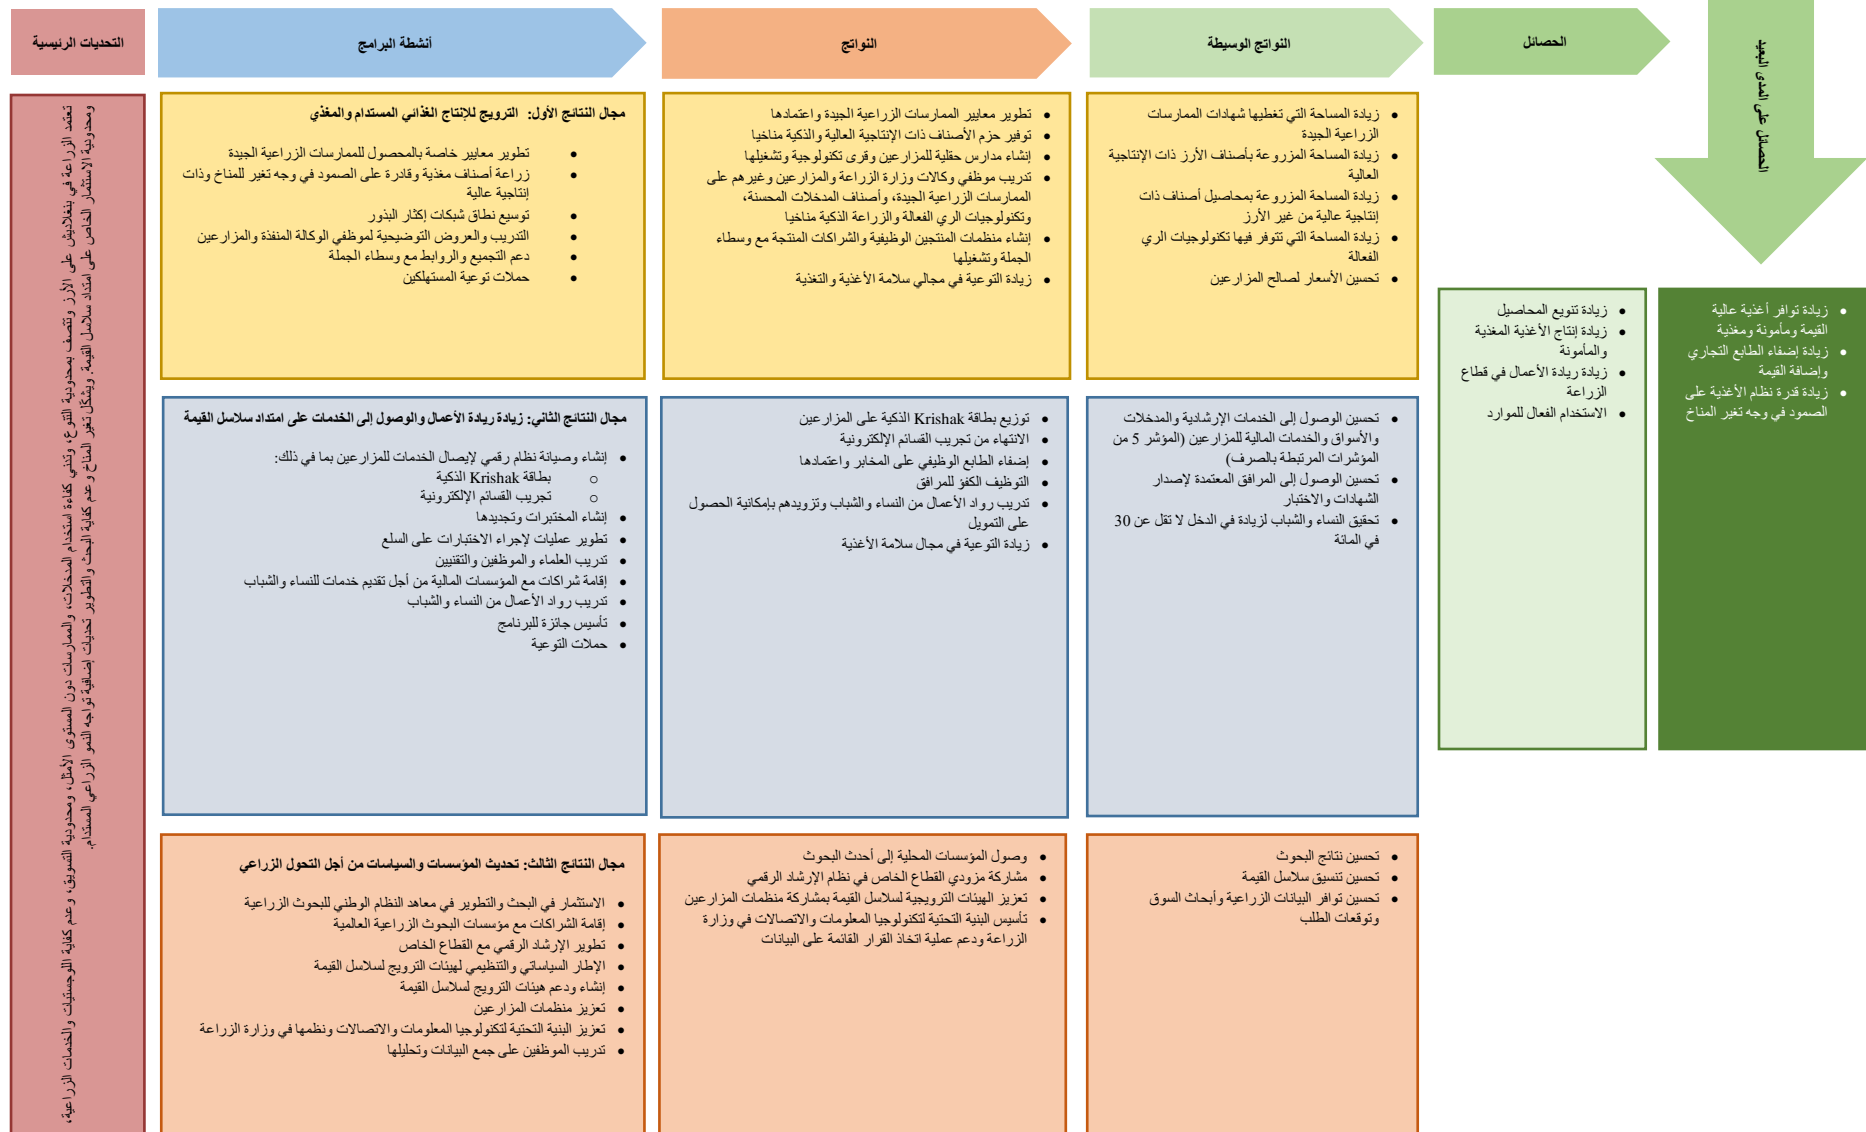 التحديات الرئيسية
أنشطة البرامج
النواتج
النواتج الوسيطة
الحصائل
الحصائل على المدى البعيد
تعتمد الزراعة في بنغلاديش على الأرز وتتصف بمحدودية التنوع، وتدني كفاءة استخدام المدخلات، والممارسات دون المستوى الأمثل، ومحدودية التسويق، وعدم كفاية اللوجستيات والخدمات الزراعية،
ومحدودية الاستثمار الخاص على امتداد سلاسل القيمة. ويشكّل تغير المناخ وعدم كفاية البحث والتطوير تحديات إضافية تواجه النمو الزراعي المستدام.
مجال النتائج الأول: الترويج للإنتاج الغذائي المستدام والمغذي
• تطوير معايير خاصة بالمحصول للممارسات الزراعية الجيدة
• زراعة أصناف مغذية وقادرة على الصمود في وجه تغير للمناخ وذات
إنتاجية عالية
• توسيع نطاق شبكات إكثار البذور
• التدريب والعروض التوضيحية لموظفي الوكالة المنفذة والمزارعين
• دعم التجميع والروابط مع وسطاء الجملة
• حملات توعية المستهلكين
• تطوير معايير الممارسات الزراعية الجيدة واعتمادها
• توفير حزم الأصناف ذات الإنتاجية العالية والذكية مناخيا
• إنشاء مدارس حقلية للمزارعين وقرى تكنولوجية وتشغيلها
• تدريب موظفي وكالات وزارة الزراعة والمزارعين وغيرهم على
الممارسات الزراعية الجيدة، وأصناف المدخلات المحسنة،
وتكنولوجيات الري الفعالة والزراعة الذكية مناخيا
• إنشاء منظمات المنتجين الوظيفية والشراكات المنتجة مع وسطاء
الجملة وتشغيلها
• زيادة التوعية في مجالي سلامة الأغذية والتغذية
• زيادة المساحة التي تغطيها شهادات الممارسات
الزراعية الجيدة
• زيادة المساحة المزروعة بأصناف الأرز ذات الإنتاجية
العالية
• زيادة المساحة المزروعة بمحاصيل أصناف ذات
إنتاجية عالية من غير الأرز
• زيادة المساحة التي تتوفر فيها تكنولوجيات الري
الفعالة
• تحسين الأسعار لصالح المزارعين
• زيادة تنويع المحاصيل
• زيادة إنتاج الأغذية المغذية
والمأمونة
• زيادة ريادة الأعمال في قطاع
الزراعة
• الاستخدام الفعال للموارد
• زيادة توافر أغذية عالية
القيمة ومأمونة ومغذية
• زيادة إضفاء الطابع التجاري
وإضافة القيمة
• زيادة قدرة نظام الأغذية على
الصمود في وجه تغير المناخ
مجال النتائج الثاني: زيادة ريادة الأعمال والوصول إلى الخدمات على امتداد سلاسل القيمة
• إنشاء وصيانة نظام رقمي لإيصال الخدمات للمزارعين بما في ذلك:
○ بطاقة Krishak الذكية
○ تجريب القسائم الإلكترونية
• إنشاء المختبرات وتجديدها
• تطوير عمليات لإجراء الاختبارات على السلع
• تدريب العلماء والموظفين والتقنيين
• إقامة شراكات مع المؤسسات المالية من أجل تقديم خدمات للنساء والشباب
• تدريب رواد الأعمال من النساء والشباب
• تأسيس جائزة للبرنامج
• حملات التوعية
• توزيع بطاقة Krishak الذكية على المزارعين
• الانتهاء من تجريب القسائم الإلكترونية
• إضفاء الطابع الوظيفي على المخابر واعتمادها
• التوظيف الكفؤ للمرافق
• تدريب رواد الأعمال من النساء والشباب وتزويدهم بإمكانية الحصول
على التمويل
• زيادة التوعية في مجال سلامة الأغذية
• تحسين الوصول إلى الخدمات الإرشادية والمدخلات
والأسواق والخدمات المالية للمزارعين (المؤشر 5 من
المؤشرات المرتبطة بالصرف)
• تحسين الوصول إلى المرافق المعتمدة لإصدار
الشهادات والاختبار
• تحقيق النساء والشباب لزيادة في الدخل لا تقل عن 30
في المائة
مجال النتائج الثالث: تحديث المؤسسات والسياسات من أجل التحول الزراعي
• الاستثمار في البحث والتطوير في معاهد النظام الوطني للبحوث الزراعية
• إقامة الشراكات مع مؤسسات البحوث الزراعية العالمية
• تطوير الإرشاد الرقمي مع القطاع الخاص
• الإطار السياساتي والتنظيمي لهيئات الترويج لسلاسل القيمة
• إنشاء ودعم هيئات الترويج لسلاسل القيمة
• تعزيز منظمات المزارعين
• تعزيز البنية التحتية لتكنولوجيا المعلومات والاتصالات ونظمها في وزارة الزراعة
• تدريب الموظفين على جمع البيانات وتحليلها
• وصول المؤسسات المحلية إلى أحدث البحوث
• مشاركة مزودي القطاع الخاص في نظام الإرشاد الرقمي
• تعزيز الهيئات الترويجية لسلاسل القيمة بمشاركة منظمات المزارعين
• تأسيس البنية التحتية لتكنولوجيا المعلومات والاتصالات في وزارة
الزراعة ودعم عملية اتخاذ القرار القائمة على البيانات
• تحسين نتائج البحوث
• تحسين تنسيق سلاسل القيمة
• تحسين توافر البيانات الزراعية وأبحاث السوق
وتوقعات الطلب